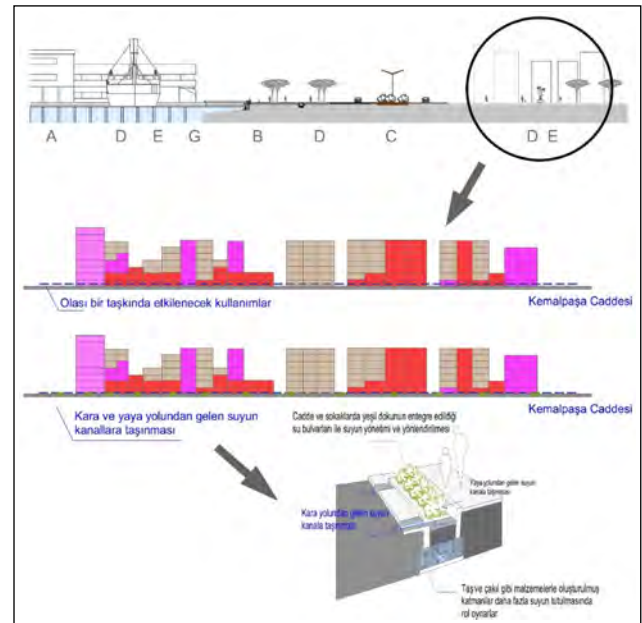 A D E G B D C D E
Olası bir taşkında etkilenecek kullanımlar
Kemalpaşa Caddesi
Kara ve yaya yolundan gelen suyun
kanallara taşınması
Kemalpaşa Caddesi
Cadde ve sokaklarda yeşil dokunun entegre edildiği
su bulvarları ile suyun yönetimi ve yönlendirilmesi
Yaya yolundan gelen suyun
kanala taşınması
Kara yolundan gelen suyun
kanala taşınması
Taş ve çakıl gibi malzemelerle oluşturulmuş
katmanlar daha fazla suyun tutulmasında
rol oynarlar